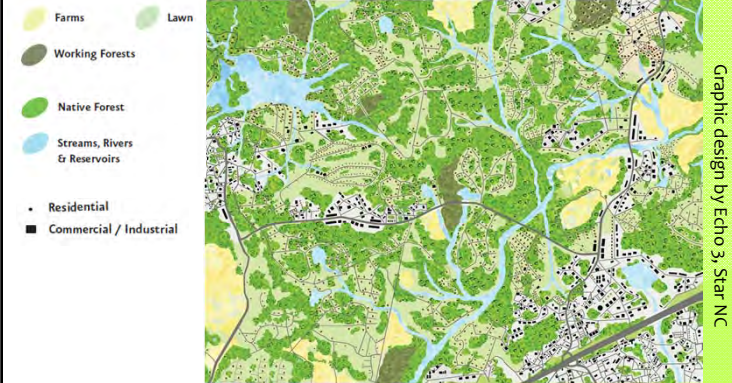 Farms
Lawn
Working Forests
Native Forest
Streams, Rivers
& Reservoirs
Residential
Commercial / Industrial
Graphic design by Echo 3, Star NC